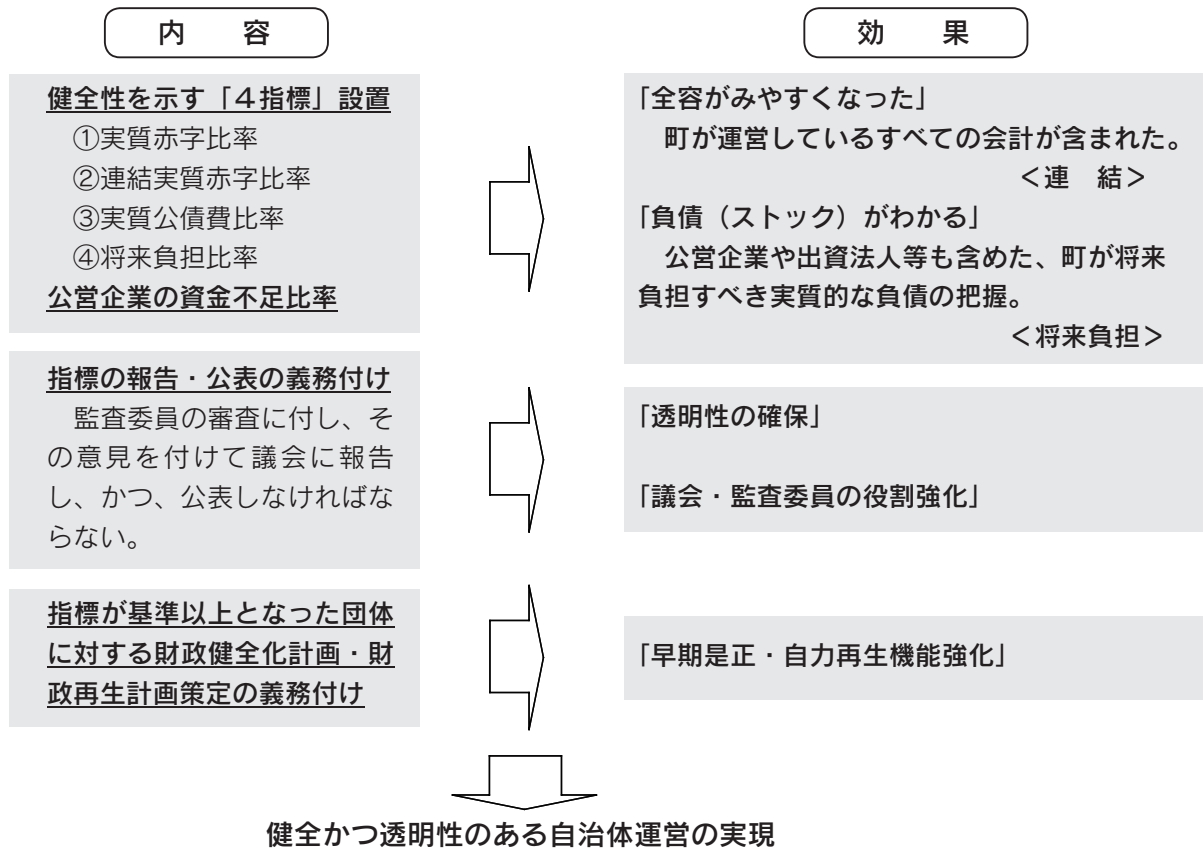 内　容
効　果
健全性を示す「４指標」設置
①実質赤字比率
②連結実質赤字比率
③実質公債費比率
④将来負担比率
公営企業の資金不足比率
「全容がみやすくなった」
町が運営しているすべての会計が含まれた。
＜連　結＞
「負債（ストック）がわかる」
公営企業や出資法人等も含めた、町が将来
負担すべき実質的な負債の把握。
＜将来負担＞
指標の報告・公表の義務付け
監査委員の審査に付し、そ
の意見を付けて議会に報告
し、かつ、公表しなければな
らない。
「透明性の確保」
「議会・監査委員の役割強化」
指標が基準以上となった団体
に対する財政健全化計画・財
政再生計画策定の義務付け
「早期是正・自力再生機能強化」
健全かつ透明性のある自治体運営の実現